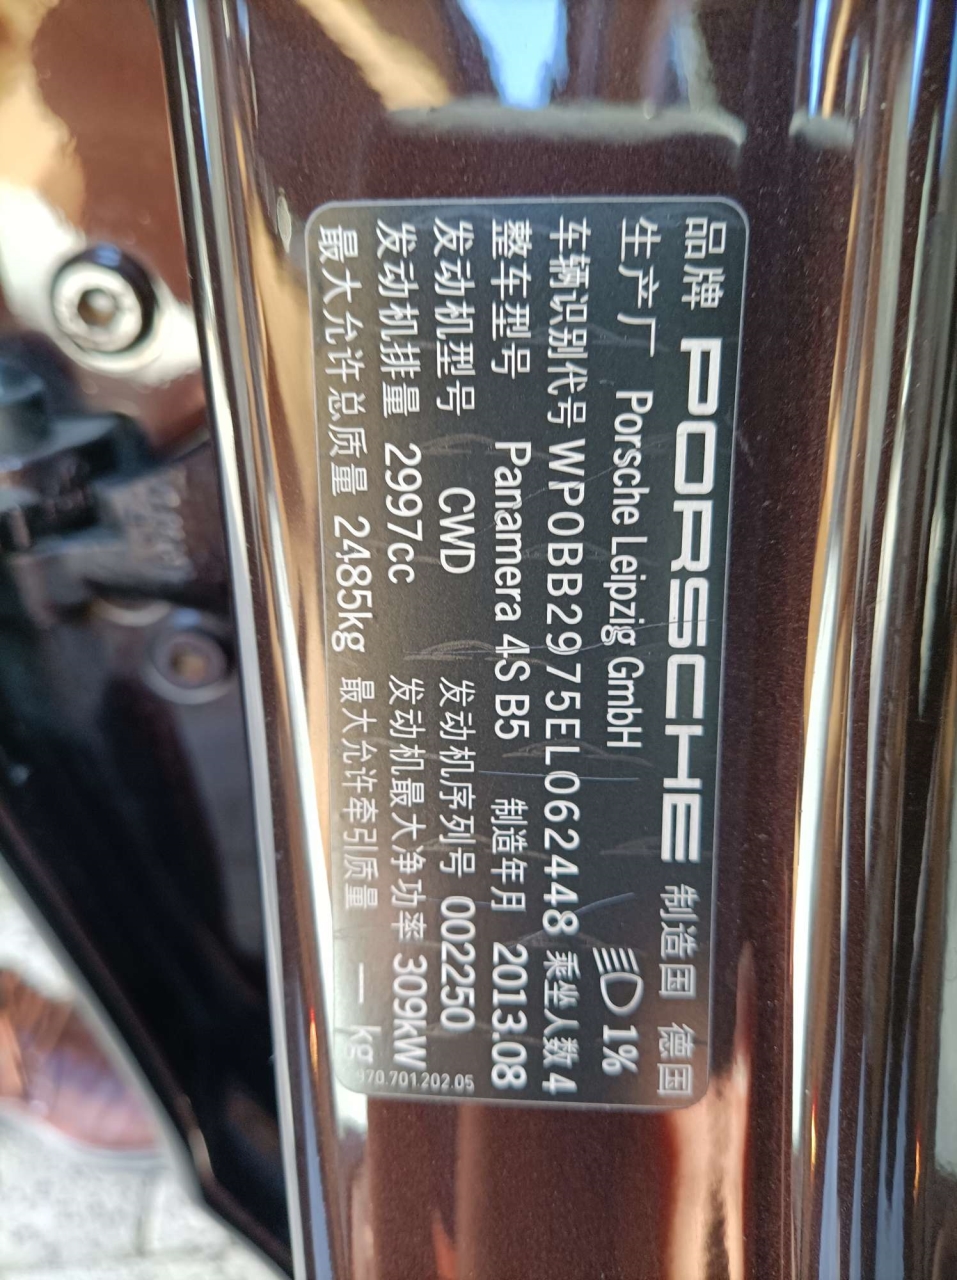 品牌 PORSCHE 制造国 德国
生产厂 Porsche Leipzig GmbH 1%
车辆识别代号 WP0BB2975EL062448 乘坐人数 4
整车型号 Panamera 4S B5 制造年月 2013.08
发动机型号 CWD 发动机序列号 002250
发动机排量 2997cc 发动机最大净功率 309kW
最大允许总质量 2485kg 最大允许牵引质量 — kg
970.701.202.05